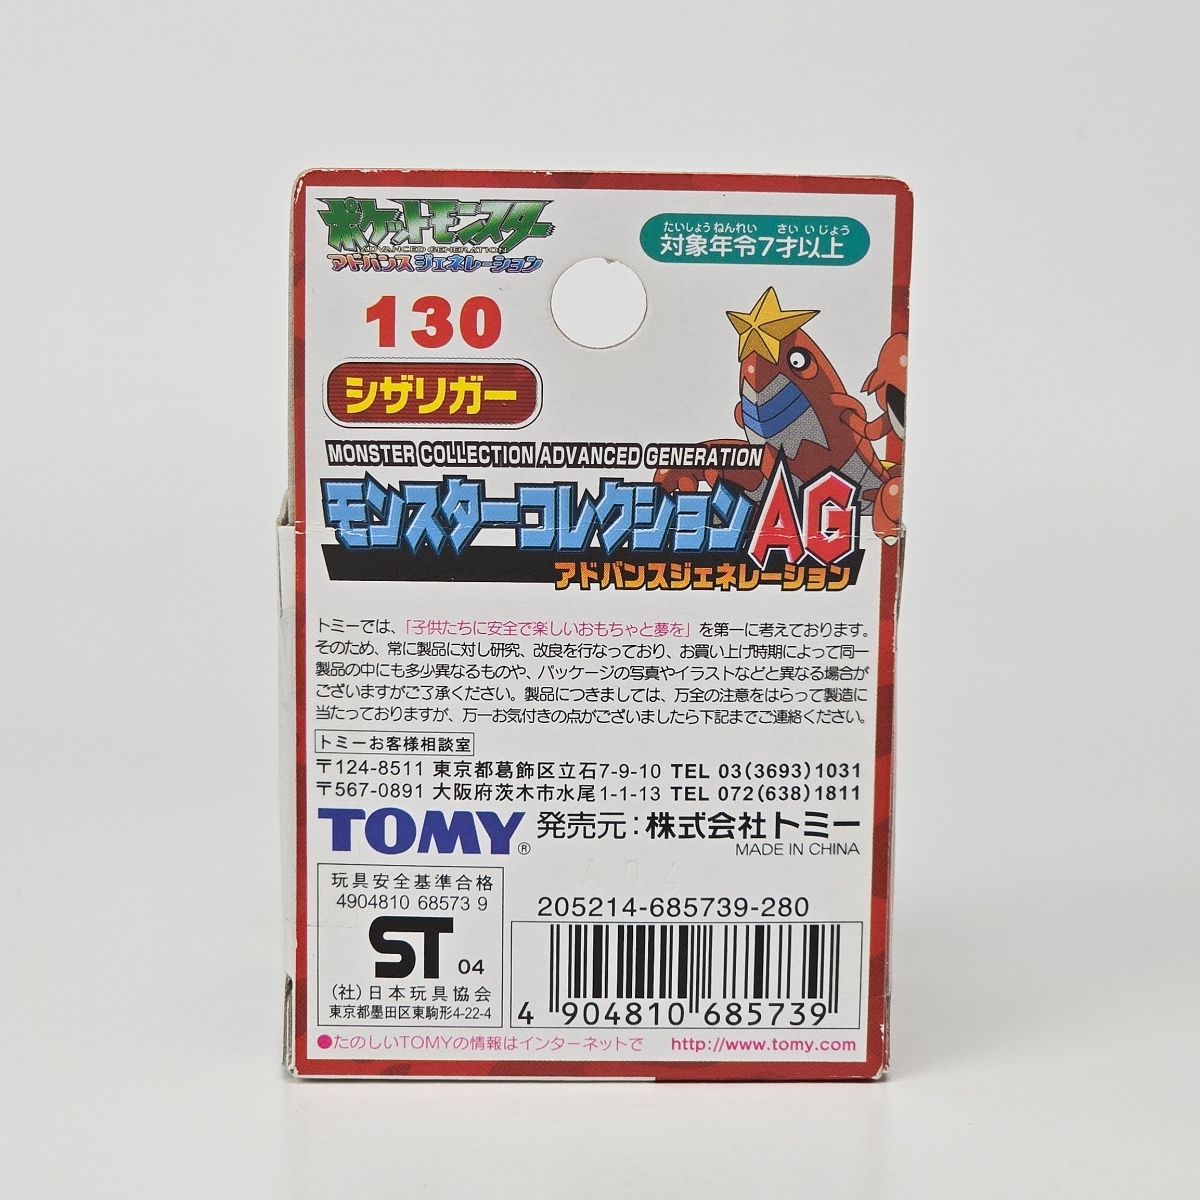 ポケットモンスター
ADVANCED GENERATION
アドバンスジェネレーション
たいしょうねんれい さいいじょう
対象年令7才以上
130
シザリガー
MONSTER COLLECTION ADVANCED GENERATION
モンスターコレクションAG
アドバンスジェネレーション
トミーでは、「子供たちに安全で楽しいおもちゃと夢を」を第一に考えております。
そのため、常に製品に対し研究、改良を行なっており、お買い上げ時期によって同一
製品の中にも多少異なるものや、パッケージの写真やイラストなどと異なる場合が
ございますがご了承ください。製品につきましては、万全の注意をはらって製造に
当たっておりますが、万一お気付きの点がございましたら下記までご連絡ください。
トミーお客様相談室
〒124-8511 東京都葛飾区立石7-9-10 TEL 03(3693)1031
〒567-0891 大阪府茨木市水尾1-1-13 TEL 072(638)1811
TOMY® 発売元:株式会社トミー
MADE IN CHINA
A04
玩具安全基準合格
4904810 68573 9
ST 04
(社)日本玩具協会
東京都墨田区東駒形4-22-4
205214-685739-280
4 904810 685739
●たのしいTOMYの情報はインターネットで http://www.tomy.com